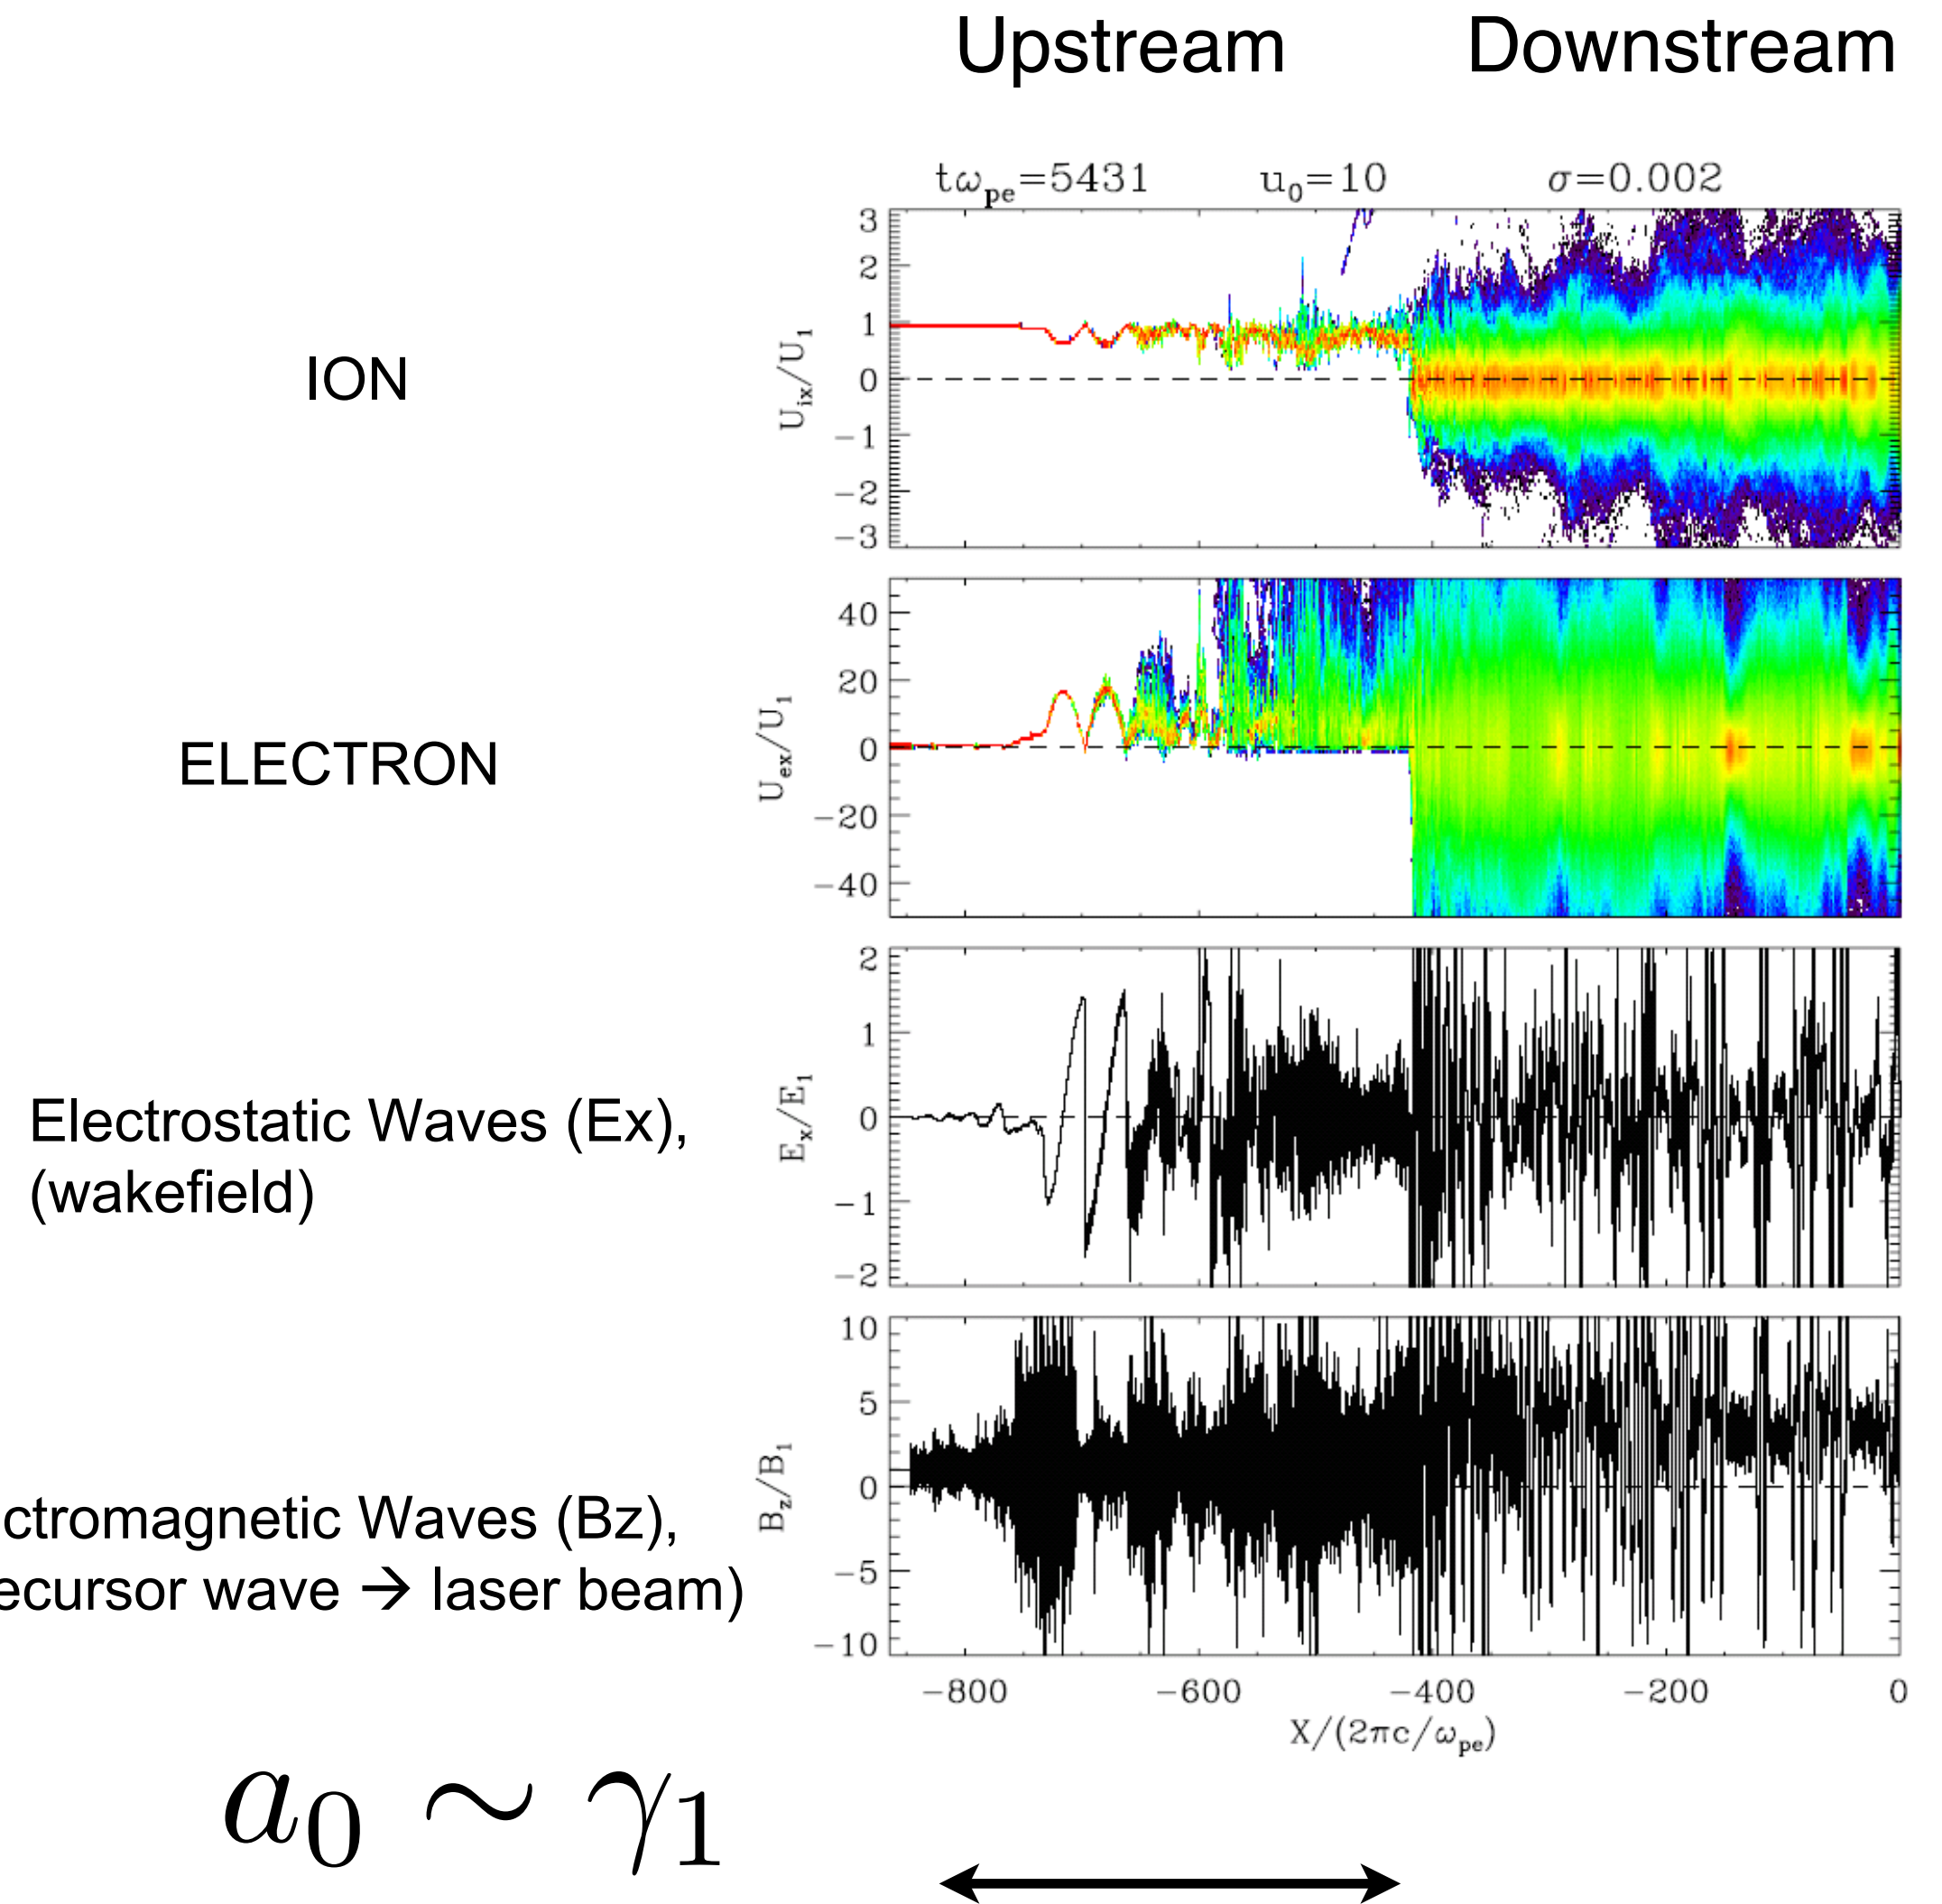 Upstream Downstream
tω_pe=5431 u_0=10 σ=0.002
ION
U_ix/U_1
3
2
1
0
−1
−2
−3
ELECTRON
U_ex/U_1
40
20
0
−20
−40
Electrostatic Waves (Ex),
(wakefield)
E_x/E_1
2
1
0
−1
−2
ctromagnetic Waves (Bz),
ecursor wave → laser beam)
B_z/B_1
10
5
0
−5
−10
−800 −600 −400 −200 0
X/(2πc/ω_pe)
a_0 ∼ γ_1